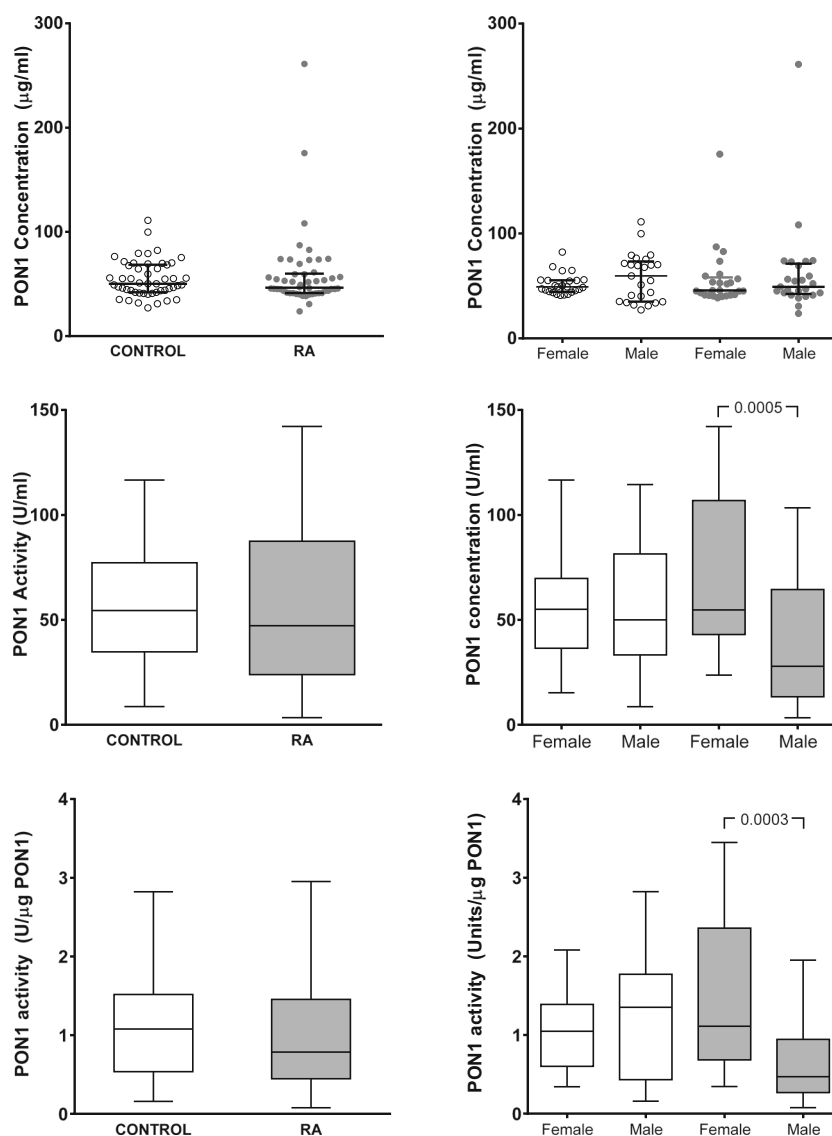 PON1 Concentration (μg/ml)
300
200
100
0
CONTROL RA
PON1 Concentration (μg/ml)
300
200
100
0
Female Male Female Male
PON1 Activity (U/ml)
150
100
50
0
CONTROL RA
PON1 concentration (U/ml)
150
100
50
0
0.0005
Female Male Female Male
PON1 activity (U/μg PON1)
4
3
2
1
0
CONTROL RA
PON1 activity (Units/μg PON1)
4
3
2
1
0
0.0003
Female Male Female Male